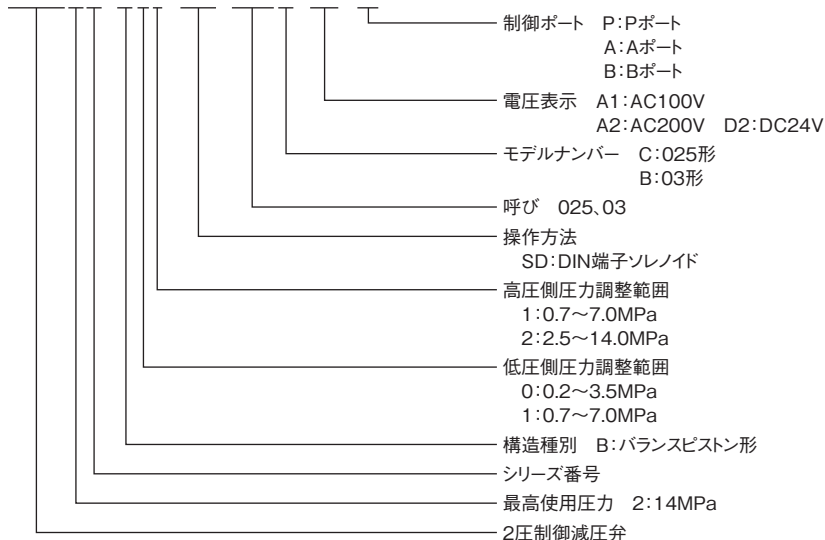 制御ポート　P：Pポート
A：Aポート
B：Bポート
電圧表示　A1：AC100V
A2：AC200V　D2：DC24V
モデルナンバー　C：025形
B：03形
呼び　025、03
操作方法
SD：DIN端子ソレノイド
高圧側圧力調整範囲
1：0.7～7.0MPa
2：2.5～14.0MPa
低圧側圧力調整範囲
0：0.2～3.5MPa
1：0.7～7.0MPa
構造種別　B：バランスピストン形
シリーズ番号
最高使用圧力　2：14MPa
2圧制御減圧弁